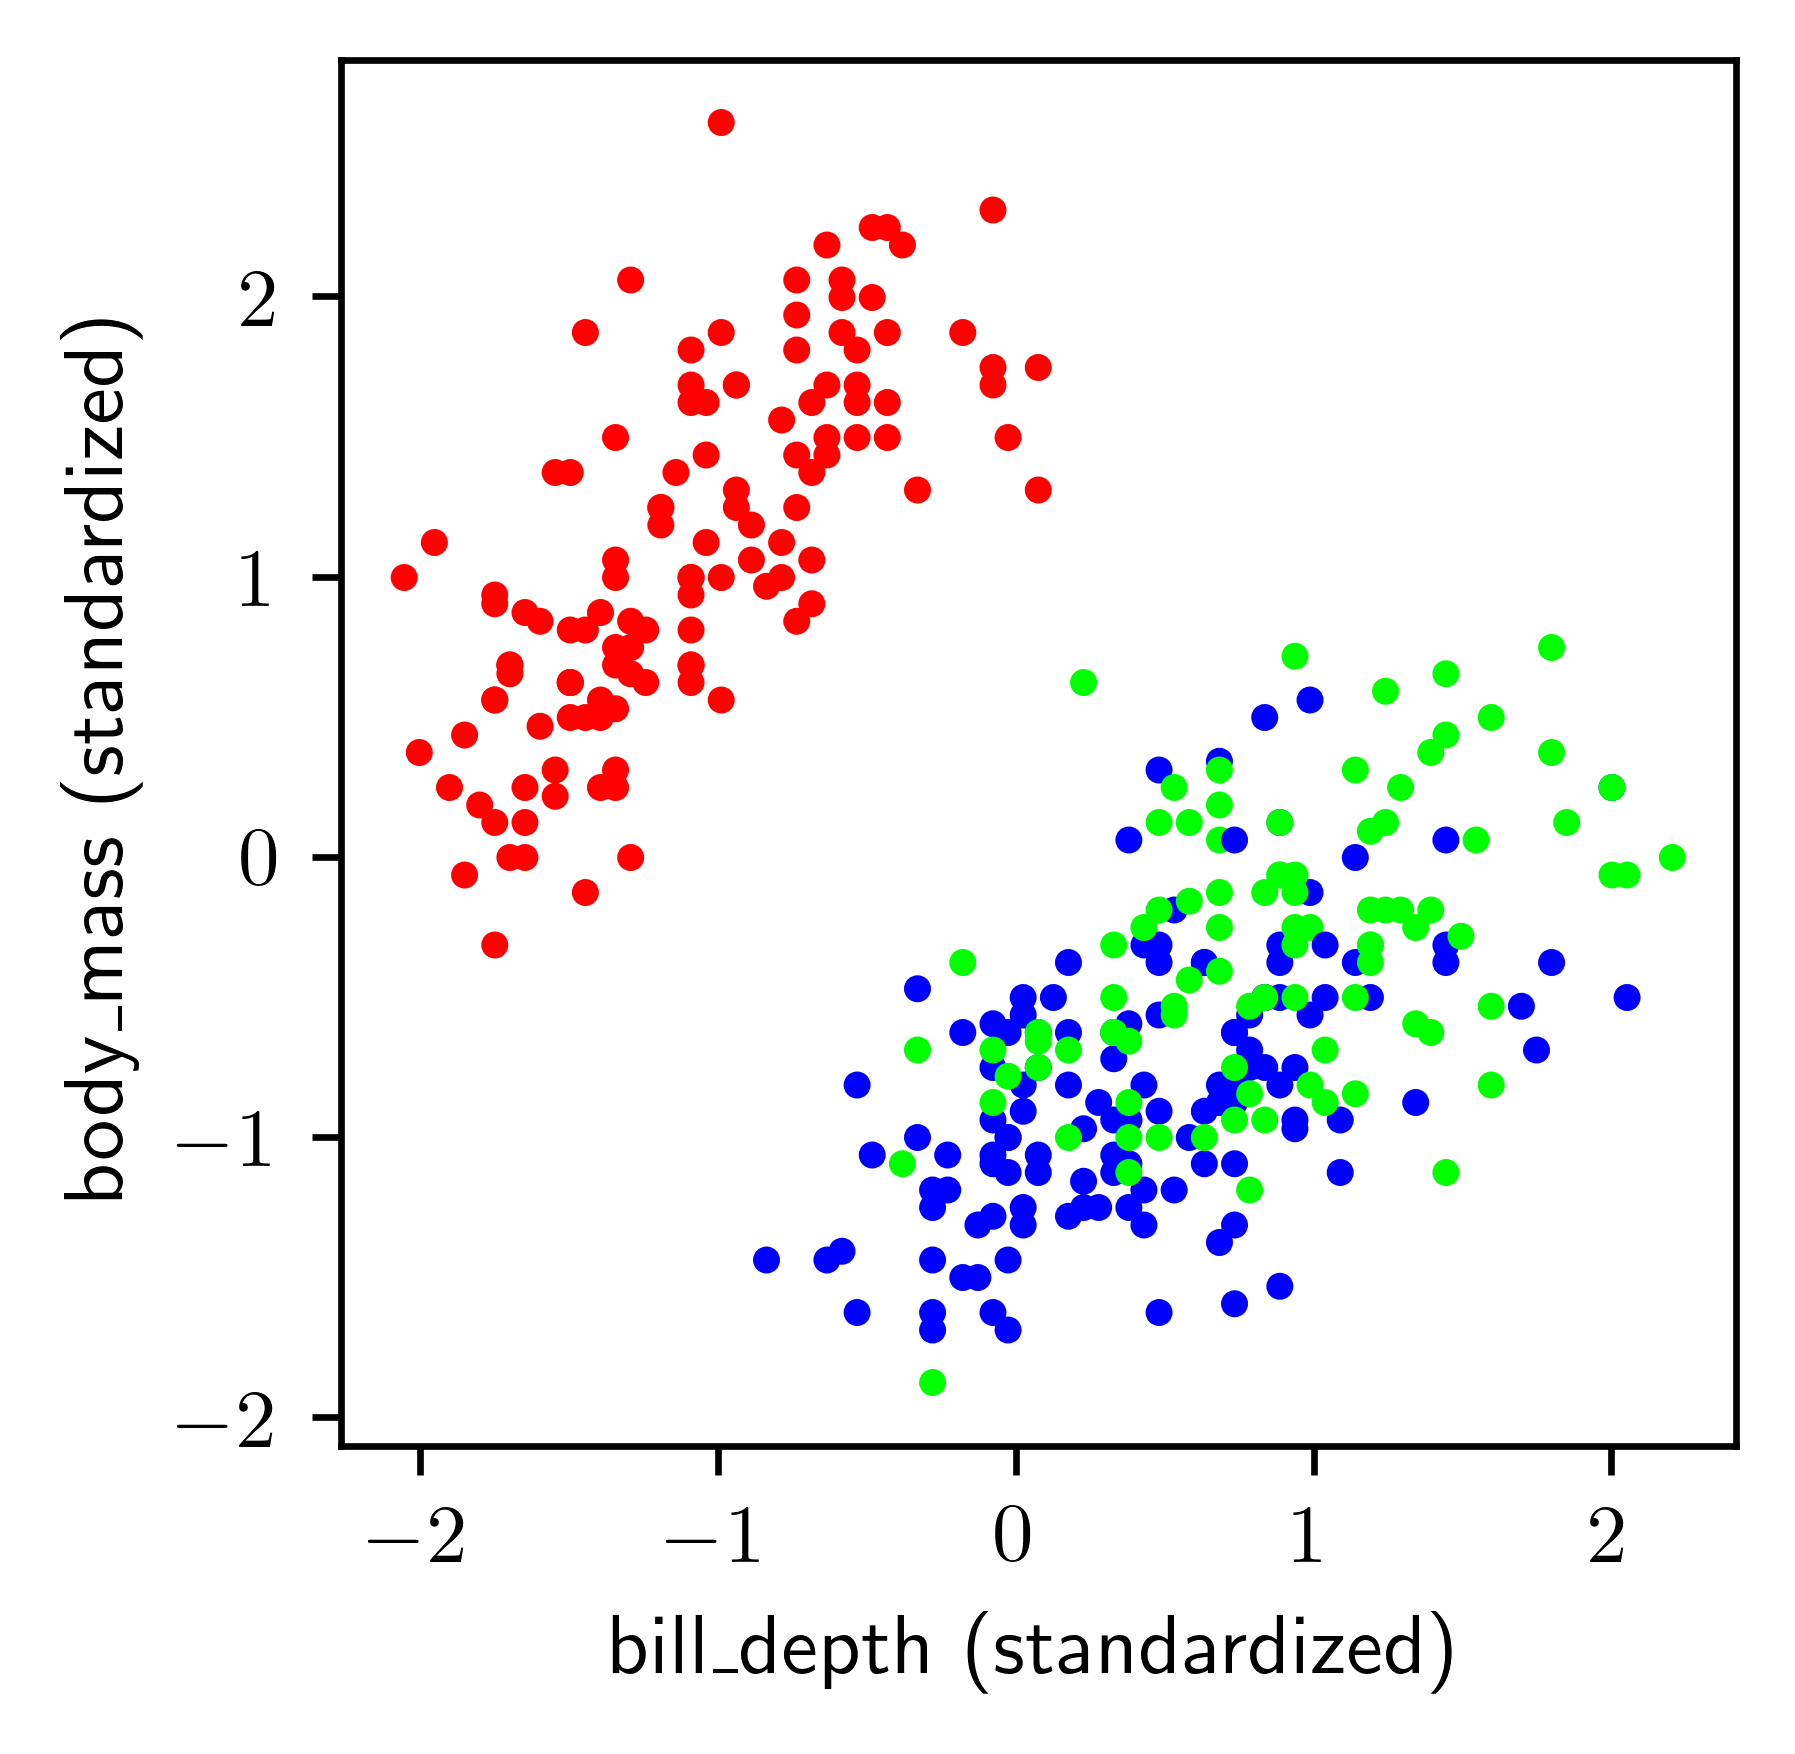 body_mass (standardized)
2
1
0
−1
−2
−2 −1 0 1 2
bill_depth (standardized)